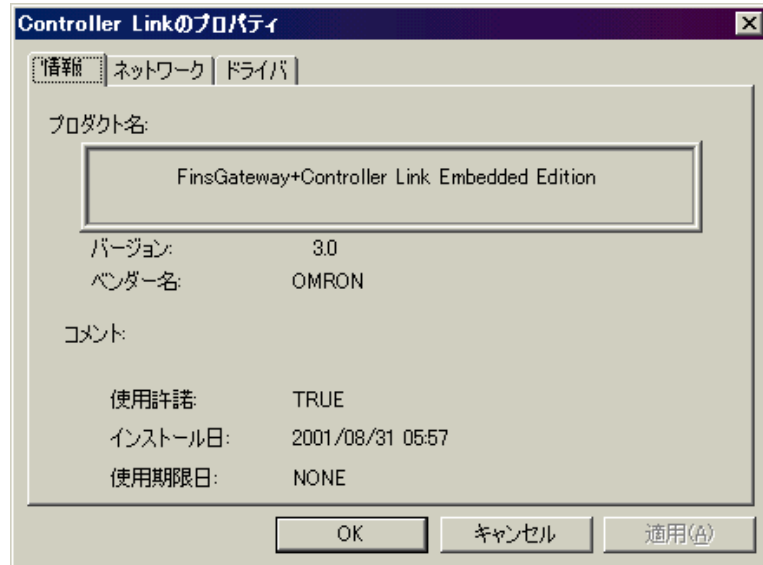 Controller Linkのプロパティ
情報 ネットワーク ドライバ
プロダクト名:
FinsGateway+Controller Link Embedded Edition
バージョン: 3.0
ベンダー名: OMRON
コメント:
使用許諾: TRUE
インストール日: 2001/08/31 05:57
使用期限日: NONE
OK キャンセル 適用(A)